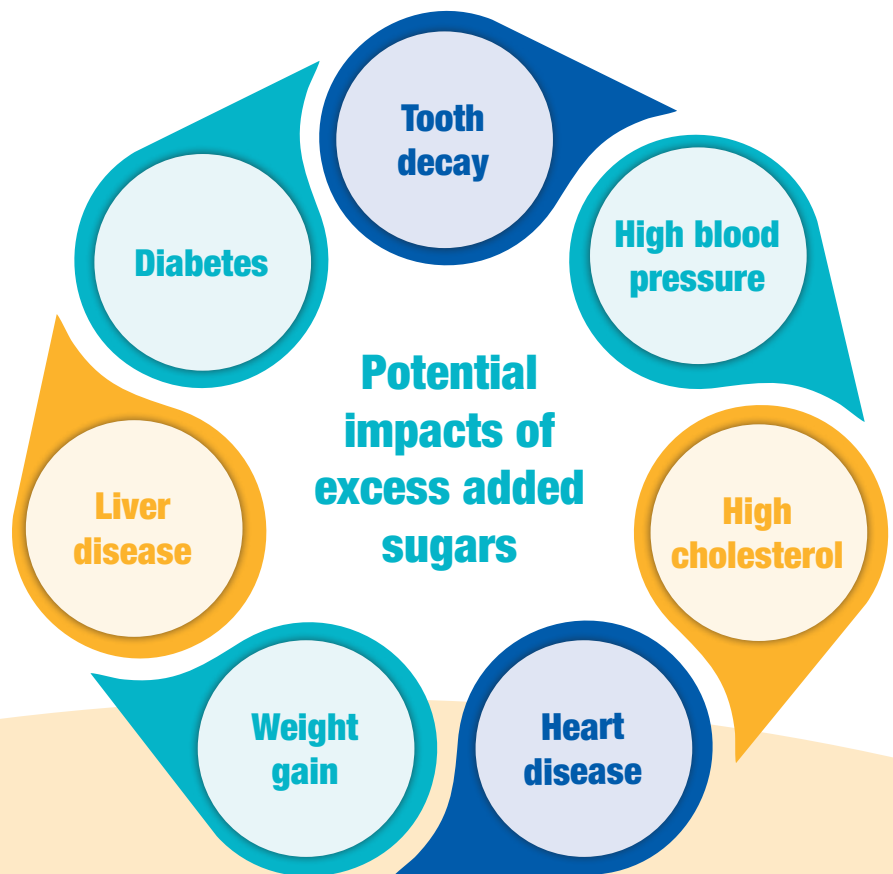 Potential
impacts of
excess added
sugars
Tooth
decay
High blood
pressure
High
cholesterol
Heart
disease
Weight
gain
Liver
disease
Diabetes